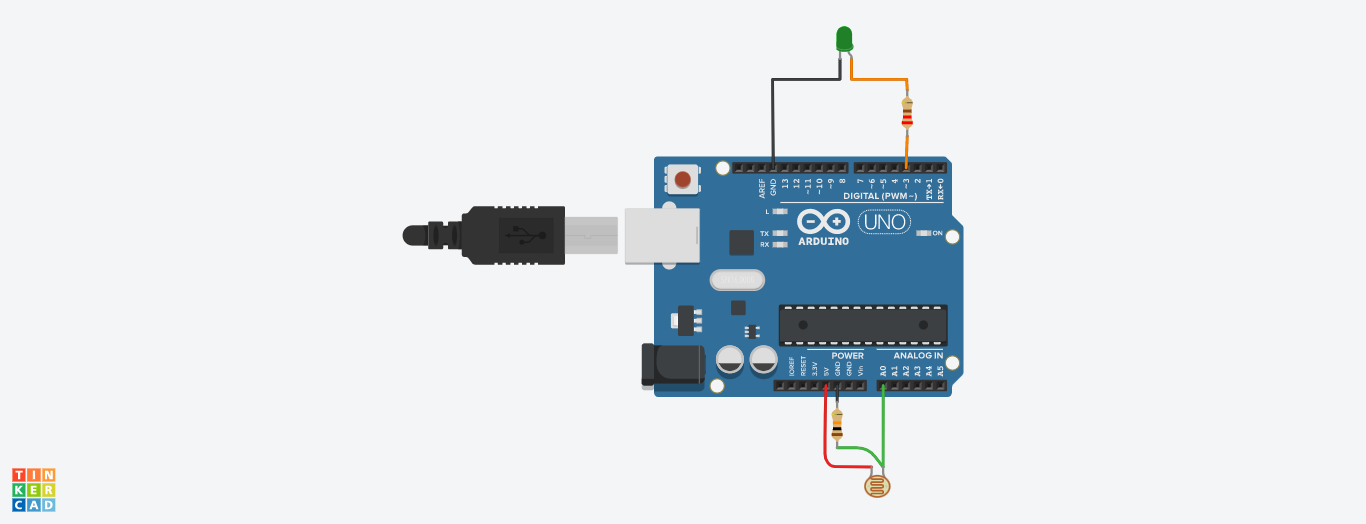 AREF
GND
13
12
~11
~10
~9
8
7
~6
~5
4
~3
2
TX→1
RX←0
DIGITAL (PWM~)
L
TX
RX
ARDUINO
UNO
ON
POWER
ANALOG IN
IOREF
RESET
3.3V
5V
GND
GND
Vin
A0
A1
A2
A3
A4
A5
TIN
KER
CAD